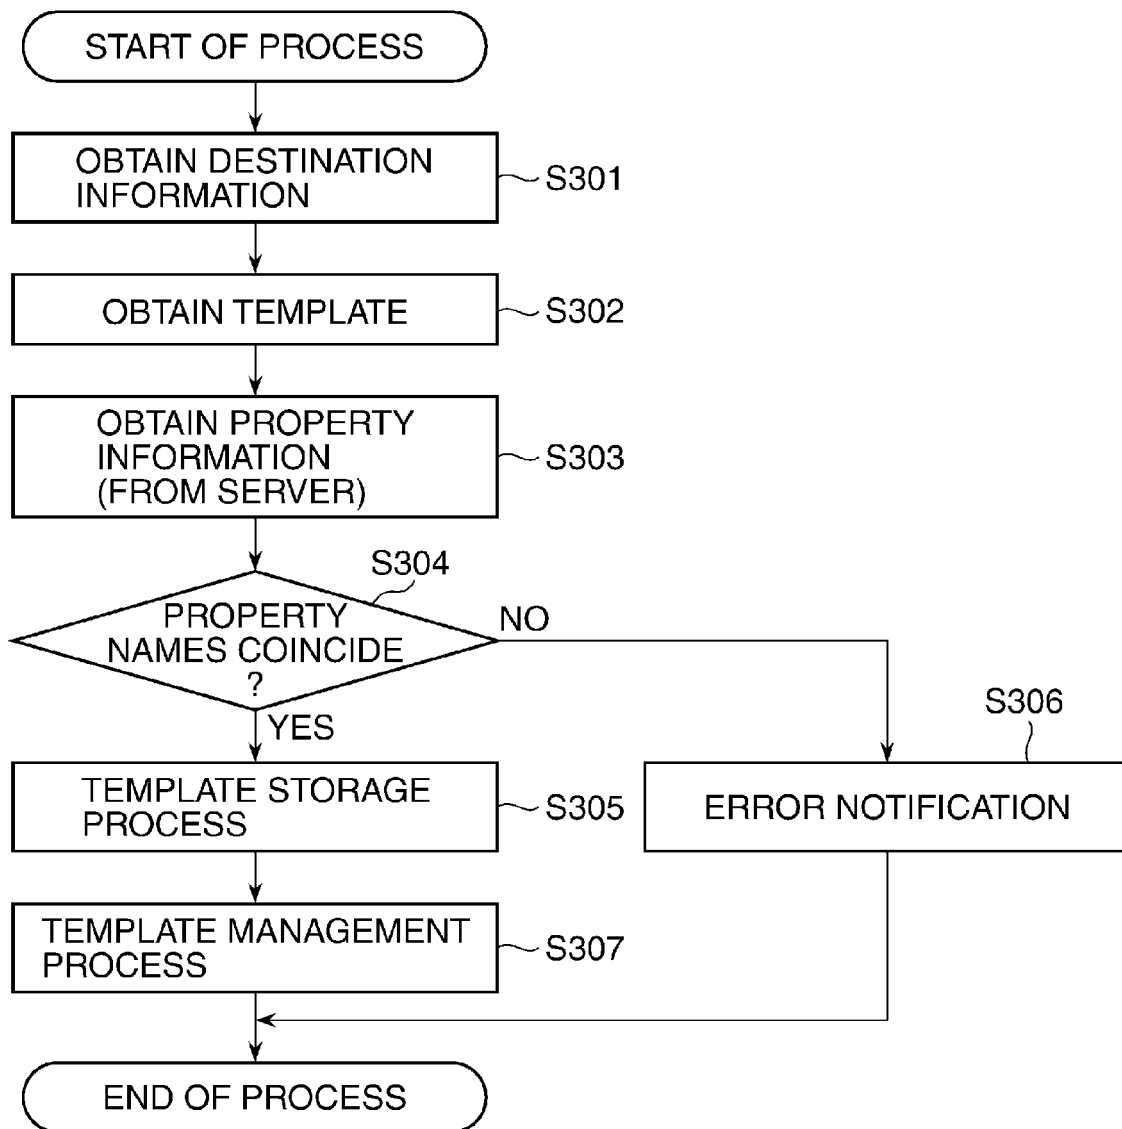 START OF PROCESS
OBTAIN DESTINATION
INFORMATION
S301
OBTAIN TEMPLATE
S302
OBTAIN PROPERTY
INFORMATION
(FROM SERVER)
S303
S304
PROPERTY
NAMES COINCIDE
?
NO
YES
S306
TEMPLATE STORAGE
PROCESS
S305
ERROR NOTIFICATION
TEMPLATE MANAGEMENT
PROCESS
S307
END OF PROCESS